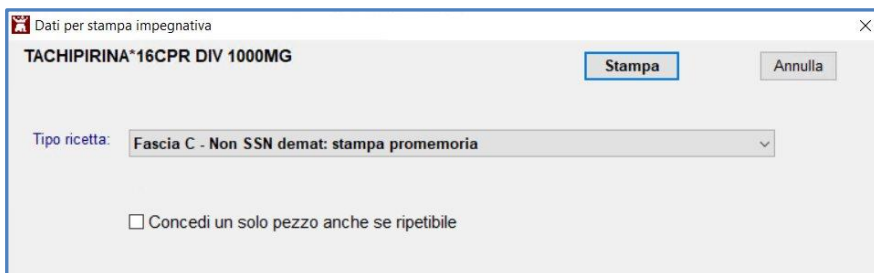 Dati per stampa impegnativa
TACHIPIRINA*16CPR DIV 1000MG
Stampa
Annulla
Tipo ricetta:
Fascia C - Non SSN demat: stampa promemoria
Concedi un solo pezzo anche se ripetibile